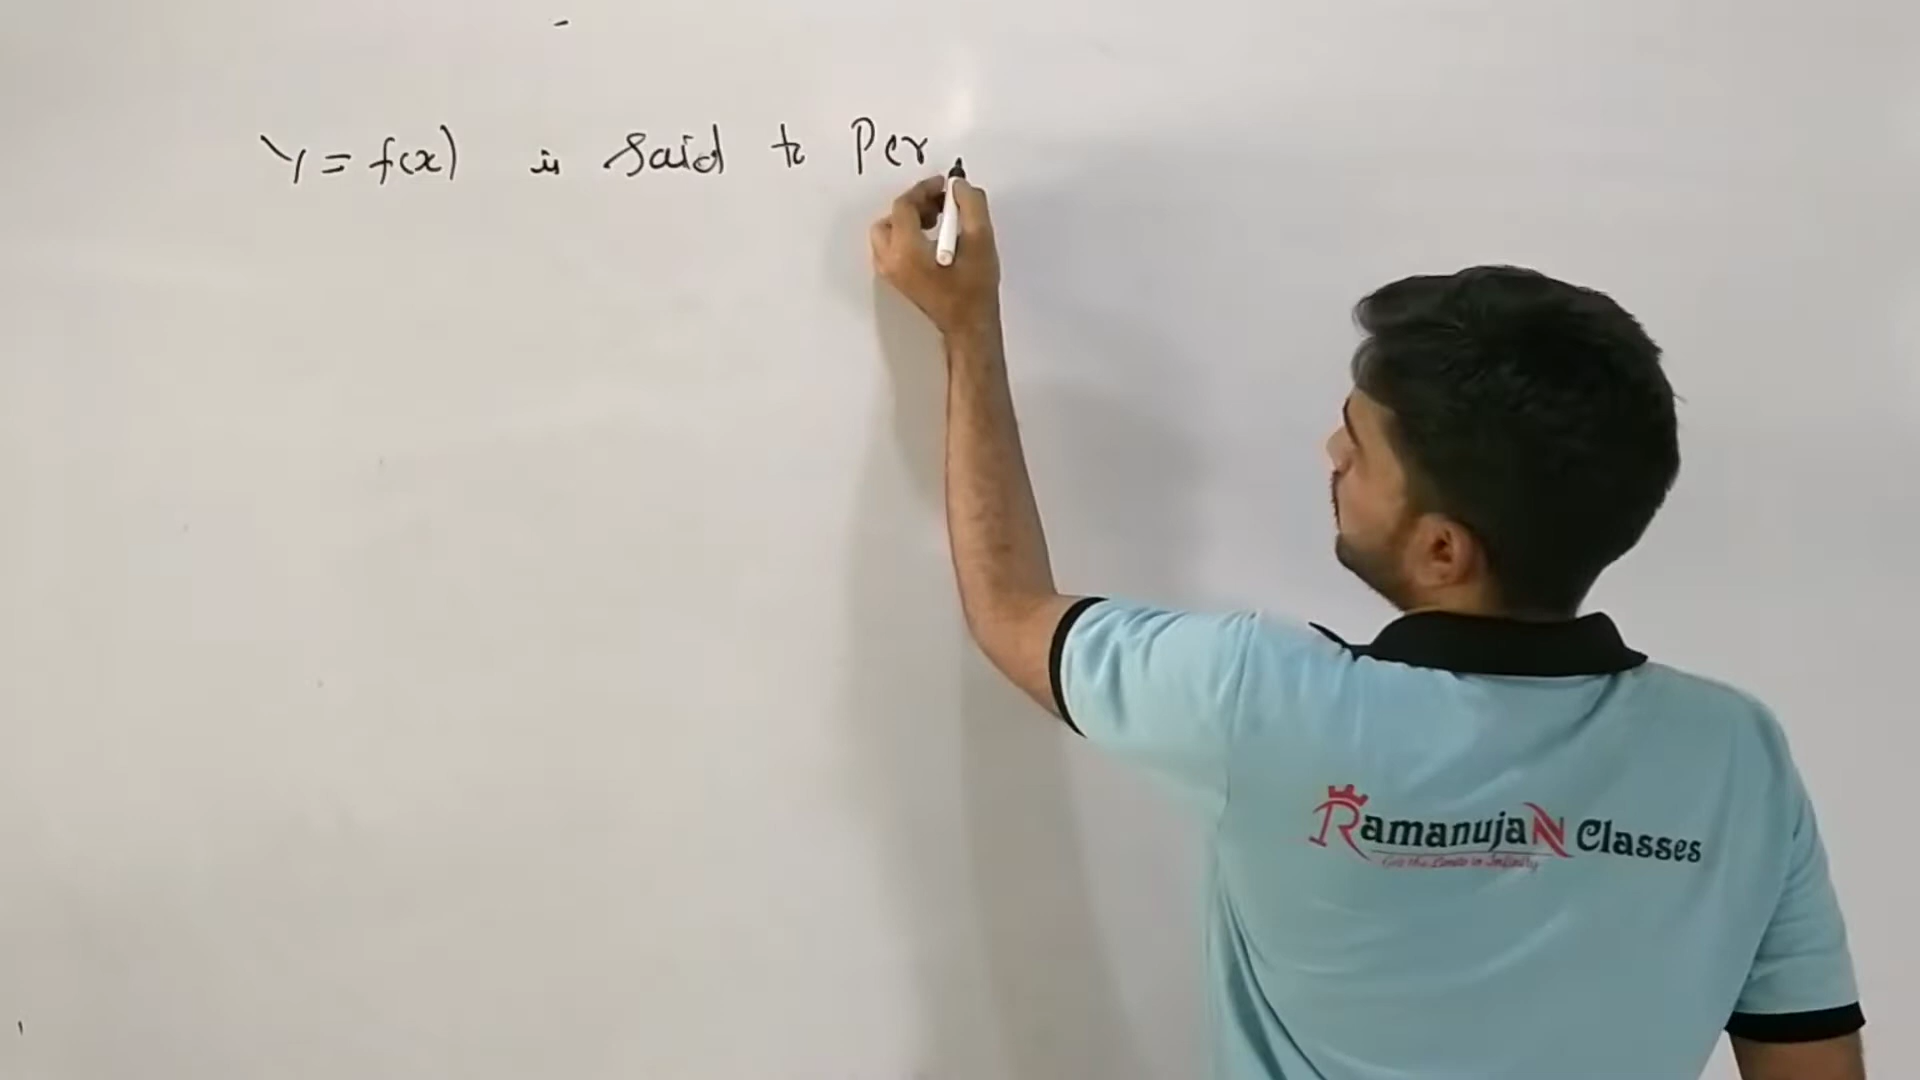 Y = f(x) is said to Per
RamanujaN Classes